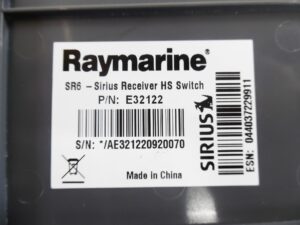 Raymarine®
SR6 – Sirius Receiver HS Switch
P/N: E32122
S/N: */AE321220920070
Made in China
SIRIUS
ESN: 044037229911